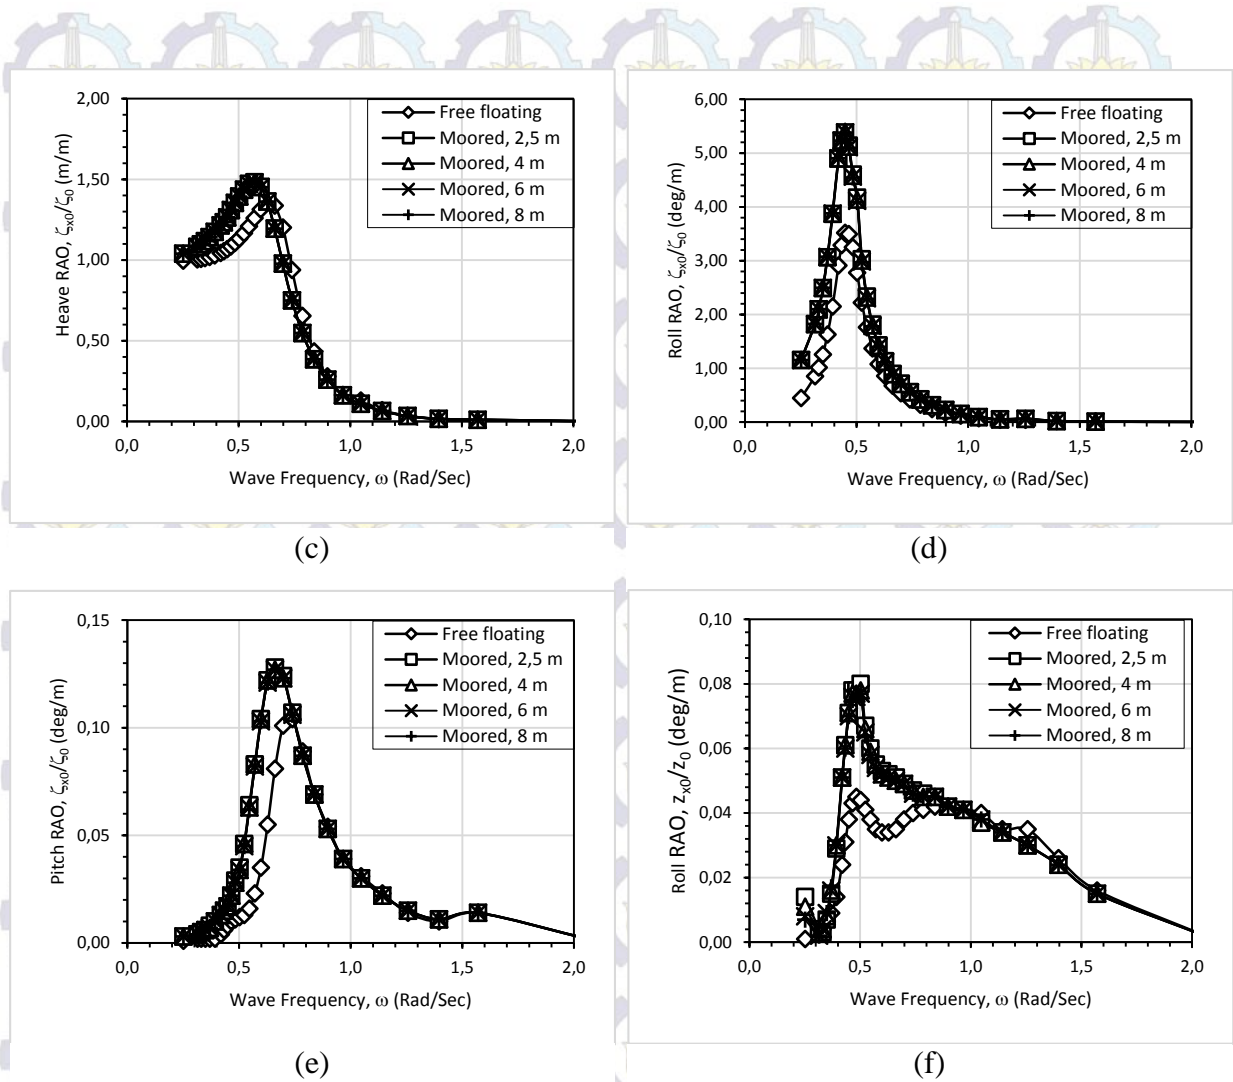 2,00
1,50
1,00
0,50
0,00
Heave RAO, ζx0/ζ0 (m/m)
Free floating
Moored, 2,5 m
Moored, 4 m
Moored, 6 m
Moored, 8 m
0,0 0,5 1,0 1,5 2,0
Wave Frequency, ω (Rad/Sec)
(c)
6,00
5,00
4,00
3,00
2,00
1,00
0,00
Roll RAO, ζx0/ζ0 (deg/m)
Free floating
Moored, 2,5 m
Moored, 4 m
Moored, 6 m
Moored, 8 m
0,0 0,5 1,0 1,5 2,0
Wave Frequency, ω (Rad/Sec)
(d)
0,15
0,10
0,05
0,00
Pitch RAO, ζx0/ζ0 (deg/m)
Free floating
Moored, 2,5 m
Moored, 4 m
Moored, 6 m
Moored, 8 m
0,0 0,5 1,0 1,5 2,0
Wave Frequency, ω (Rad/Sec)
(e)
0,10
0,08
0,06
0,04
0,02
0,00
Roll RAO, zx0/z0 (deg/m)
Free floating
Moored, 2,5 m
Moored, 4 m
Moored, 6 m
Moored, 8 m
0,0 0,5 1,0 1,5 2,0
Wave Frequency, ω (Rad/Sec)
(f)